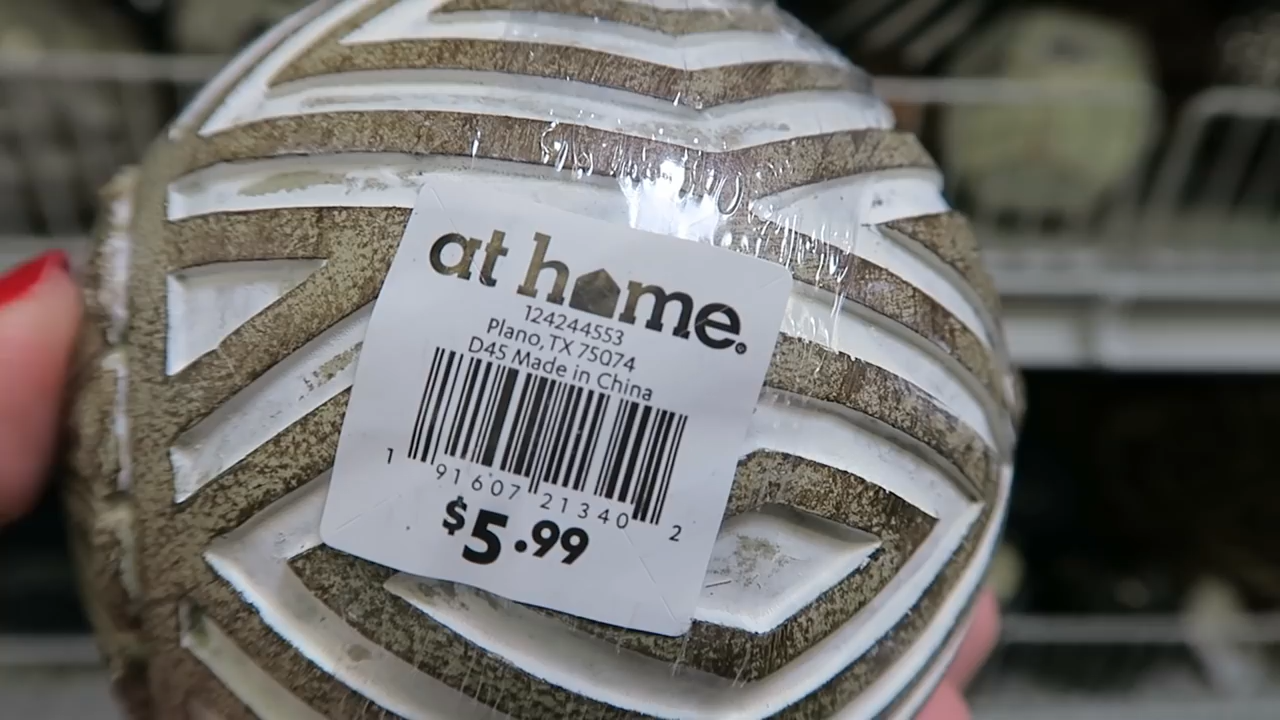 at home®
124244553
Plano, TX 75074
D45 Made in China
1 91607 21340 2
$5.99